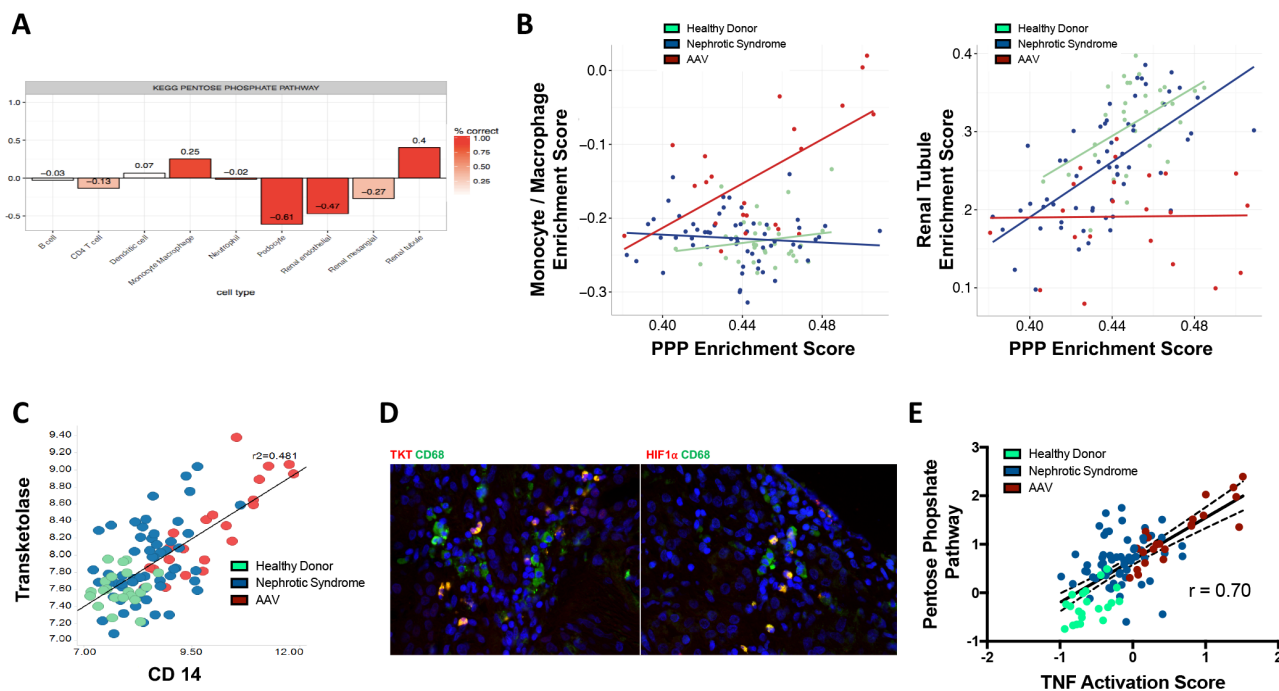 A
KEGG PENTOSE PHOSPHATE PATHWAY
1.0
0.5
0.0
-0.5
−0.03
−0.13
0.07
0.25
−0.02
−0.61
−0.47
−0.27
0.4
B cell
CD4 T cell
Dendritic cell
Monocyte Macrophage
Neutrophil
Podocyte
Renal endothelial
Renal mesangial
Renal tubule
cell type
% correct
1.00
0.75
0.50
0.25
B
Healthy Donor
Nephrotic Syndrome
AAV
Monocyte / Macrophage
Enrichment Score
0.0
−0.1
−0.2
−0.3
0.40
0.44
0.48
PPP Enrichment Score
Healthy Donor
Nephrotic Syndrome
AAV
Renal Tubule
Enrichment Score
0.4
3
2
0.1
0.40
0.44
0.48
PPP Enrichment Score
C
Transketolase
9.40
9.20
9.00
8.80
8.40
8.20
8.00
7.80
7.60
7.40
7.20
7.00
7.00
9.50
12.00
r2=0.481
Healthy Donor
Nephrotic Syndrome
AAV
CD 14
D
TKT CD68
HIF1α CD68
E
Pentose Phopshate
Pathway
3
2
1
0
-1
-2
-1
0
1
2
Healthy Donor
Nephrotic Syndrome
AAV
r = 0.70
TNF Activation Score